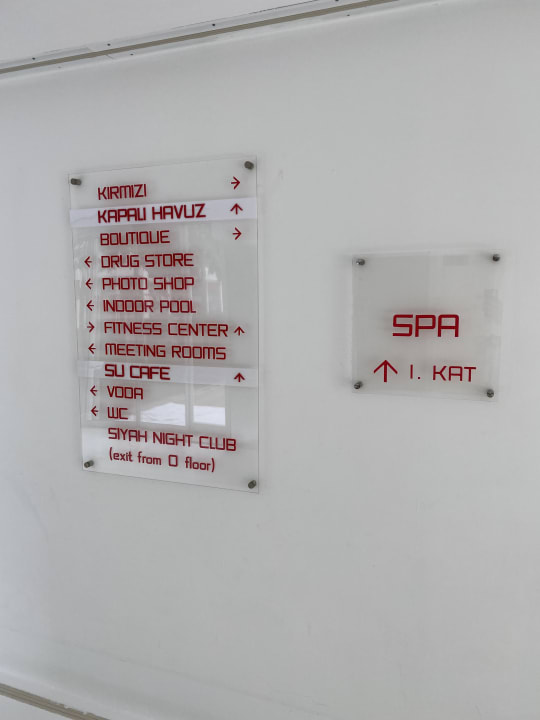 KIRMIZI →
KAPALI HAVUZ ↑
BOUTIQUE →
← DRUG STORE
← PHOTO SHOP
← INDOOR POOL
→ FITNESS CENTER ↑
← MEETING ROOMS
SU CAFE ↑
← VODA
← WC
SIYAH NIGHT CLUB
(exit from 0 floor)
SPA
↑ 1. KAT